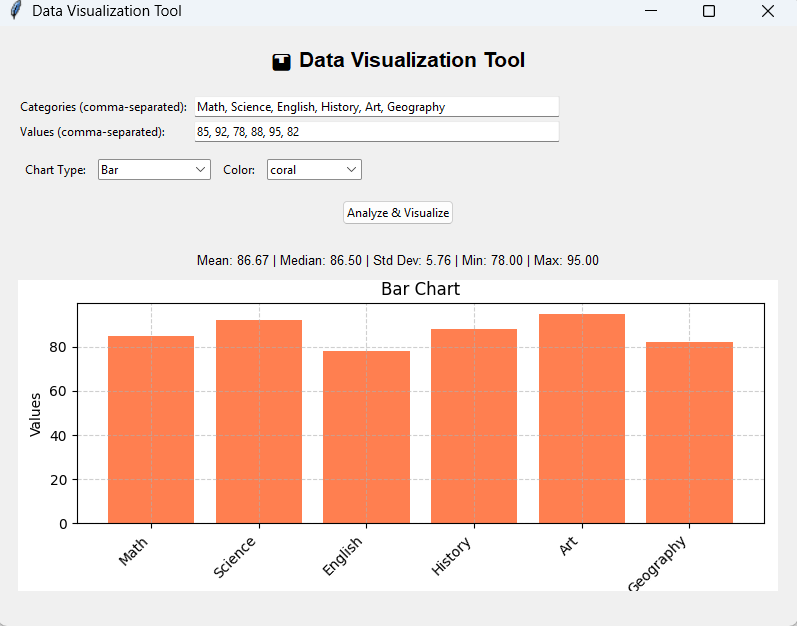 Data Visualization Tool
Data Visualization Tool
Categories (comma-separated): Math, Science, English, History, Art, Geography
Values (comma-separated): 85, 92, 78, 88, 95, 82
Chart Type: Bar Color: coral
Analyze & Visualize
Mean: 86.67 | Median: 86.50 | Std Dev: 5.76 | Min: 78.00 | Max: 95.00
Bar Chart
Values
80
60
40
20
0
Math Science English History Art Geography